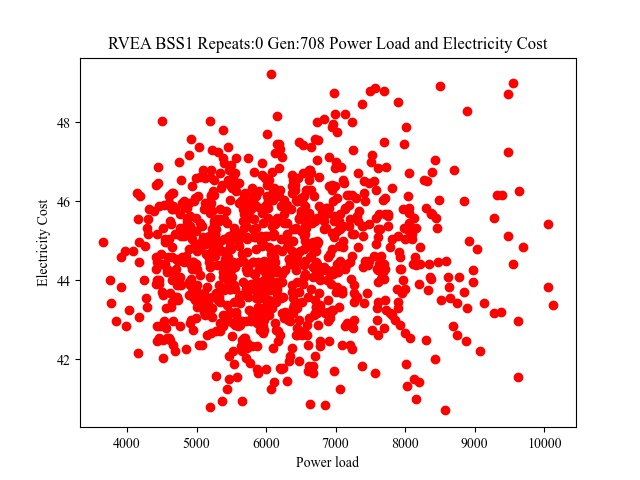 RVEA BSS1 Repeats:0 Gen:708 Power Load and Electricity Cost
48
46
44
42
Electricity Cost
4000 5000 6000 7000 8000 9000 10000
Power load